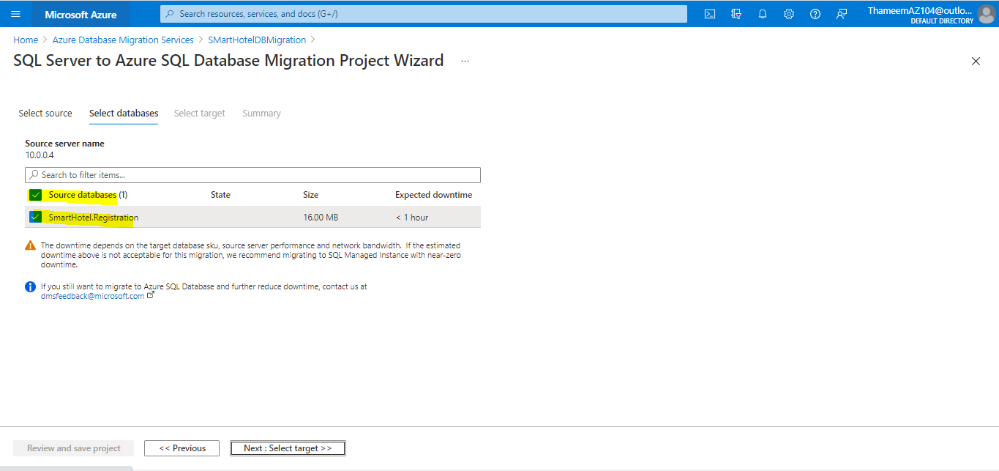 Microsoft Azure
Search resources, services, and docs (G+/)
ThameemAZ104@outlo...
DEFAULT DIRECTORY
Home > Azure Database Migration Services > SMartHotelDBMigration >
SQL Server to Azure SQL Database Migration Project Wizard ...
Select source Select databases Select target Summary
Source server name
10.0.0.4
Search to filter items...
Source databases (1) State Size Expected downtime
SmartHotel.Registration 16.00 MB < 1 hour
The downtime depends on the target database sku, source server performance and network bandwidth. If the estimated
downtime above is not acceptable for this migration, we recommend migrating to SQL Managed Instance with near-zero
downtime.
If you still want to migrate to Azure SQL Database and further reduce downtime, contact us at
dmsfeedback@microsoft.com
Review and save project << Previous Next : Select target >>